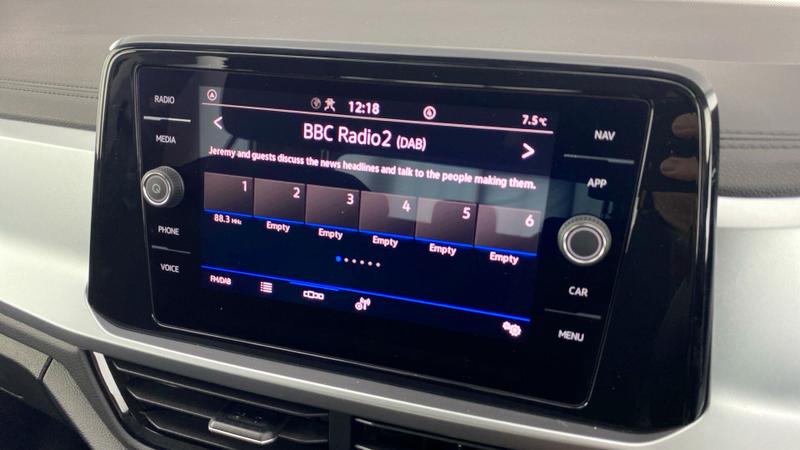 RADIO
MEDIA
PHONE
VOICE
12:18
7.5°C
BBC Radio2 (DAB)
Jeremy and guests discuss the news headlines and talk to the people making them.
1 2 3 4 5 6
88.3 MHz Empty Empty Empty Empty Empty
FM/DAB
NAV
APP
CAR
MENU